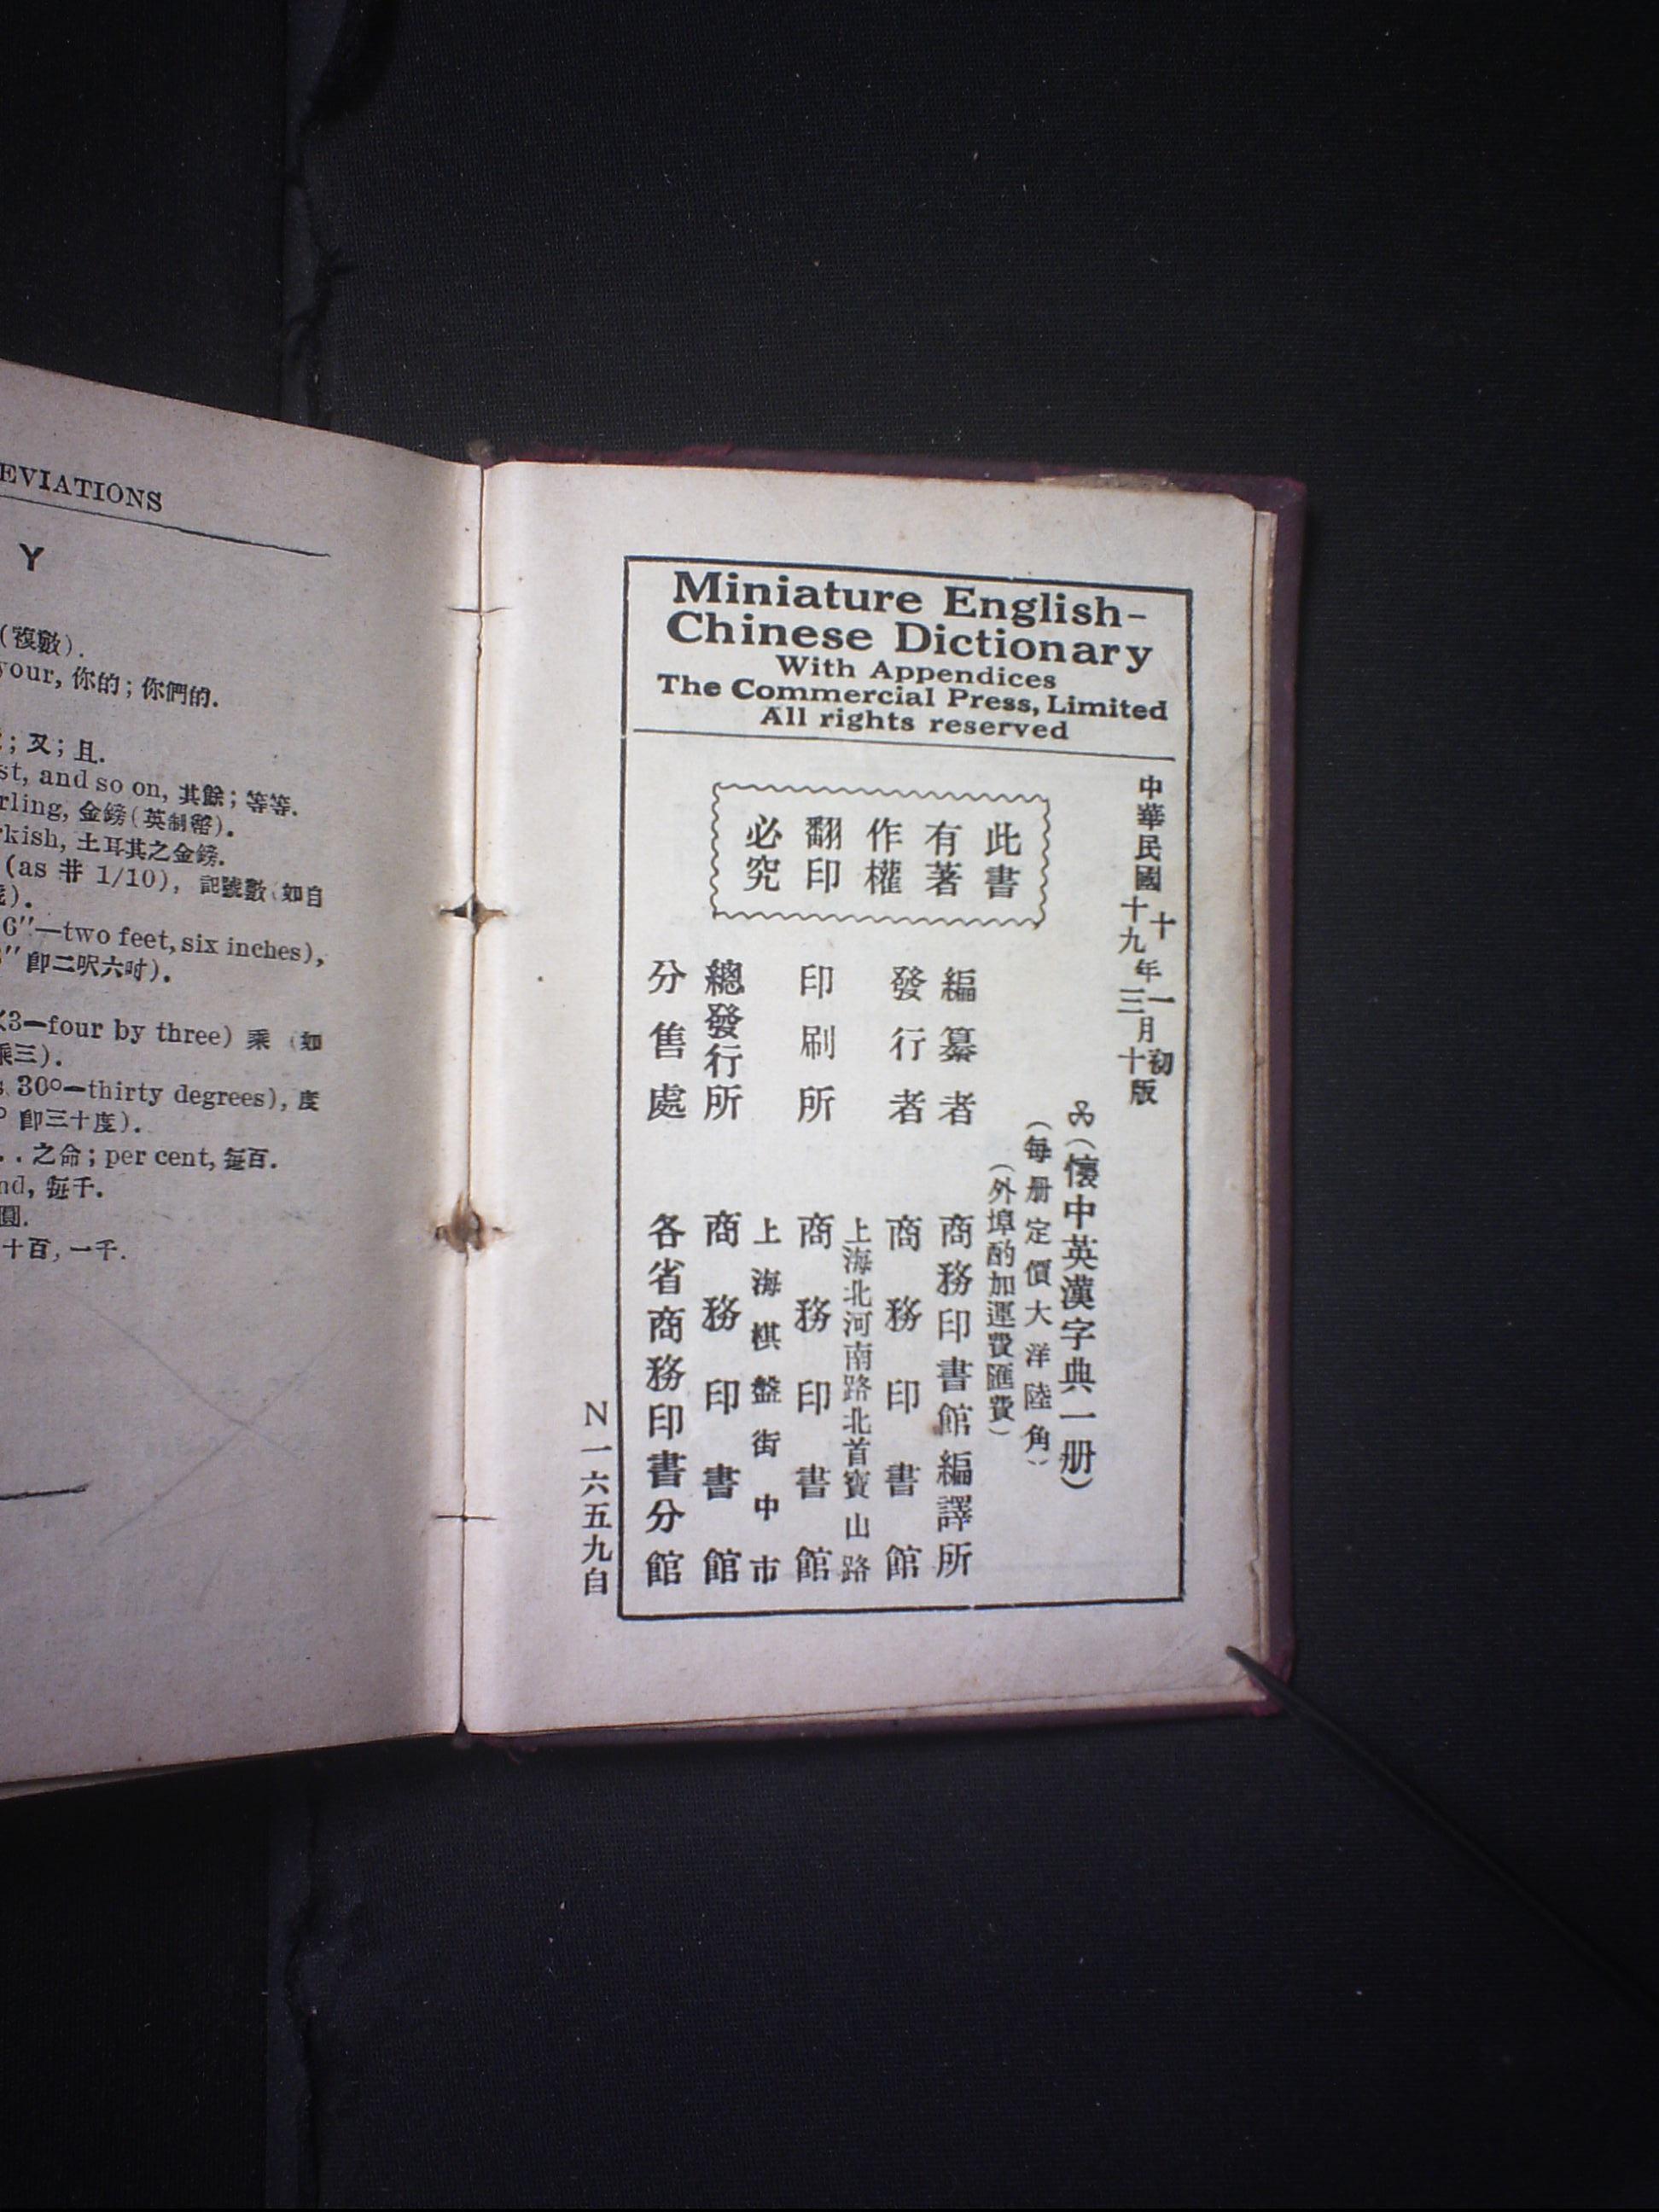 EVIATIONS
Y
(複數).
your, 你的; 你們的.
; 又; 且.
st, and so on, 其餘; 等等.
rling, 金鎊(英制幣).
rkish, 土耳其之金鎊.
(as # 1/10), 記號數(如自
).
6″—two feet, six inches),
″ 卽二呎六吋).
×3—four by three) 乘 (如
乘三).
s 30°—thirty degrees), 度
° 卽三十度).
..之命; per cent, 每百.
nd, 每千.
圓.
十百, 一千.
Miniature English-
Chinese Dictionary
With Appendices
The Commercial Press, Limited
All rights reserved
中華民國十十九年一三月初十版
此書
有著
作權
翻印
必究
(懷中英漢字典一册)
(每册定價大洋陸角)
(外埠酌加運費匯費)
編纂者 商務印書館編譯所
發行者 商務印書館
上海北河南路北首寶山路
印刷所 商務印書館
上海棋盤街中市
總發行所 商務印書館
分售處 各省商務印書分館
N一六五九自